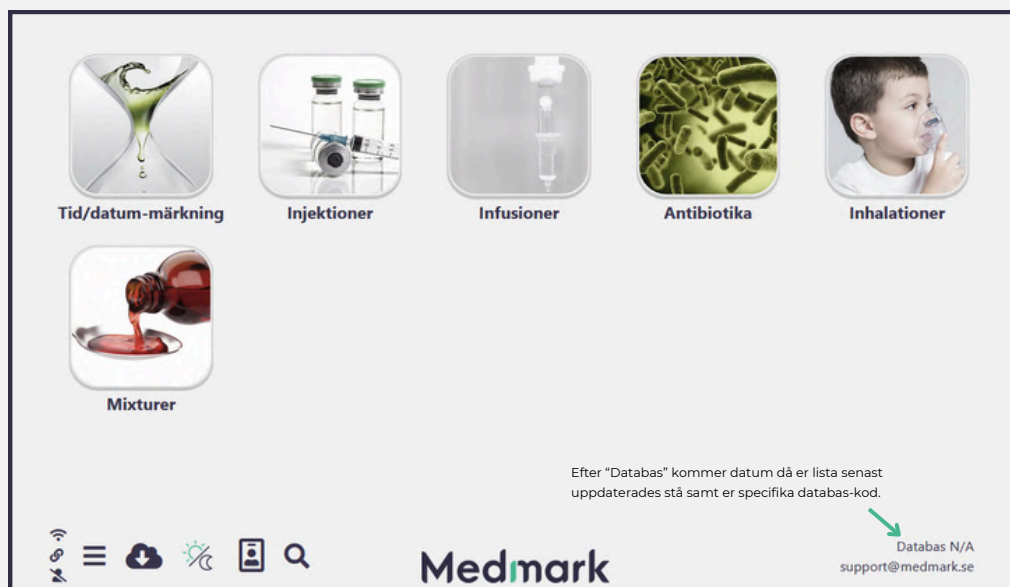 Tid/datum-märkning
Injektioner
Infusioner
Antibiotika
Inhalationer
Mixturer
Efter “Databas” kommer datum då er lista senast
uppdaterades stå samt er specifika databas-kod.
Medmark
Databas N/A
support@medmark.se